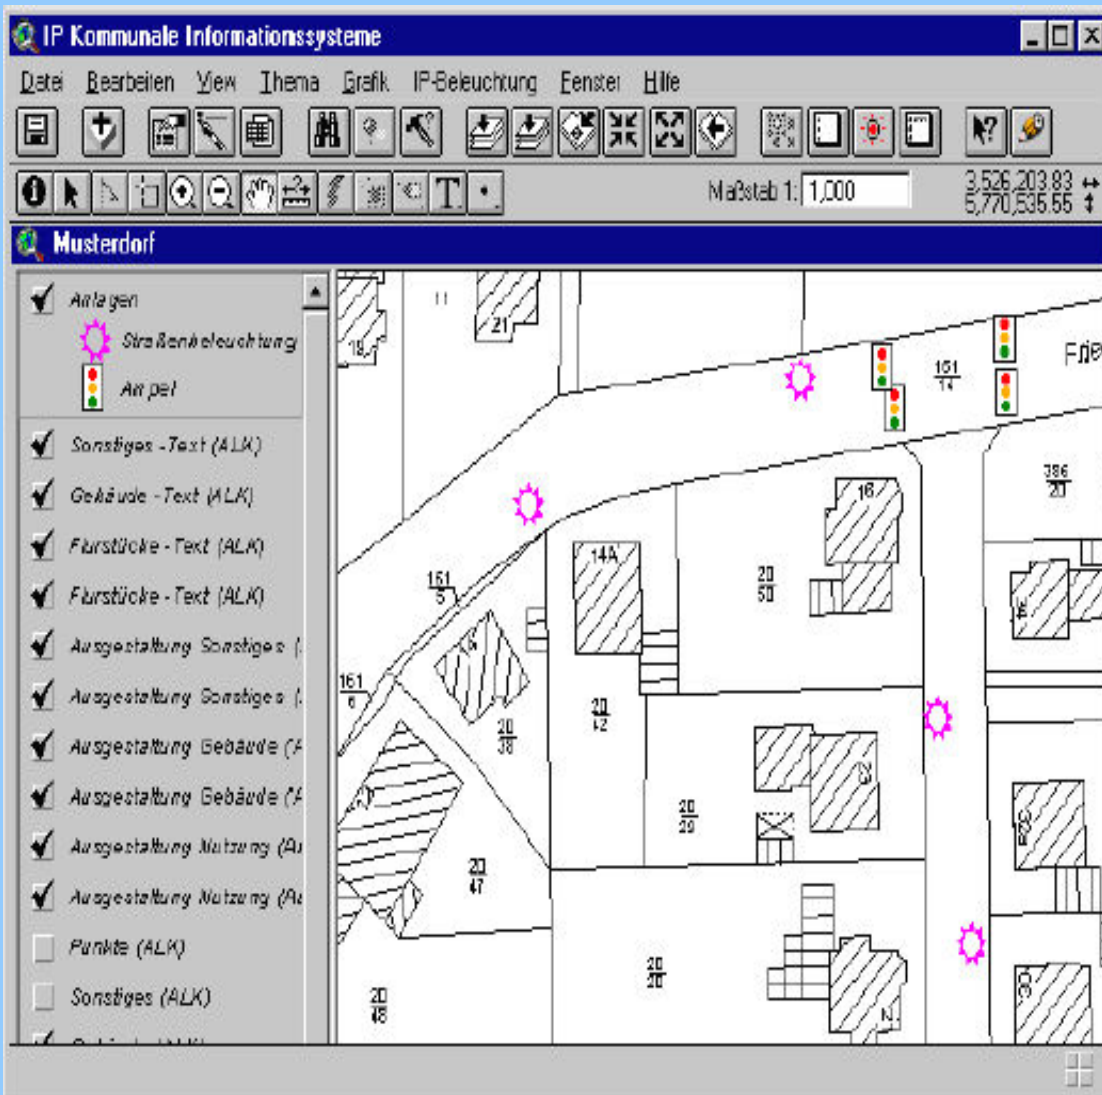 IP Kommunale Informationssysteme
Datei Bearbeiten View Thema Grafik IP-Beleuchtung Fenster Hilfe
Maßstab 1: 1,000
3,526,203.83
5,770,535.55
Musterdorf
Anlagen
Straßenbeleuchtung
Ampel
Sonstiges - Text (ALK)
Gebäude - Text (ALK)
Flurstücke - Text (ALK)
Flurstücke - Text (ALK)
Ausgestaltung Sonstiges (
Ausgestaltung Sonstiges (
Ausgestaltung Gebäude (
Ausgestaltung Gebäude (
Ausgestaltung Nutzung (
Ausgestaltung Nutzung (
Punkte (ALK)
Sonstiges (ALK)
11
21
19
161
14
Frie
386
20
16
14A
161
5
20
50
34
161
6
20
38
20
42
20
29
32a
20
47
20
20
20
48